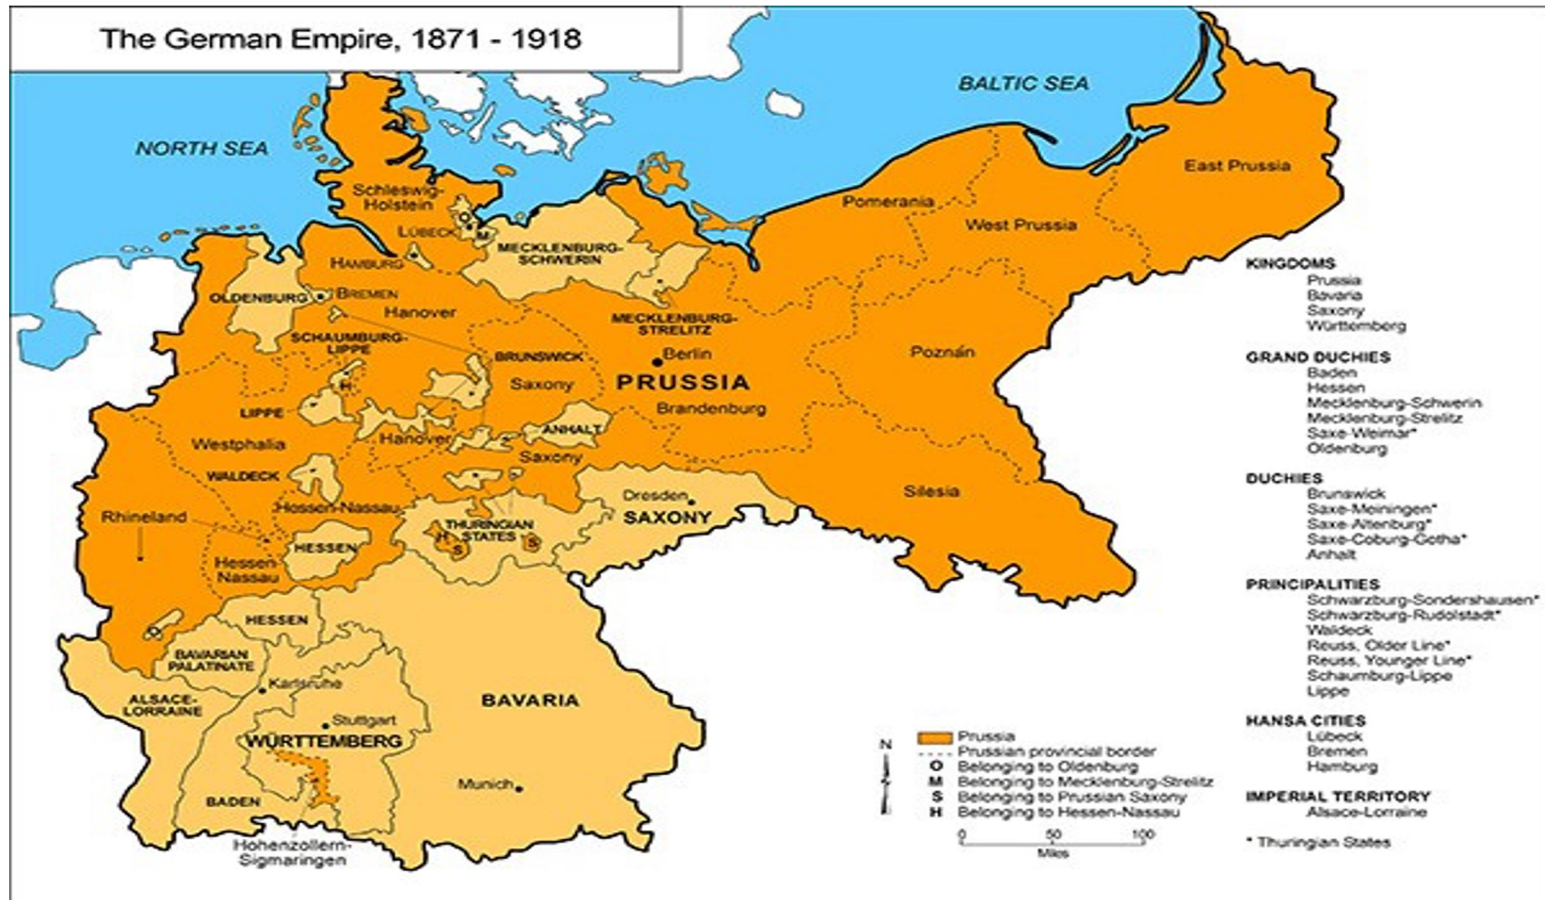 The German Empire, 1871 - 1918
NORTH SEA
BALTIC SEA
Schleswig-
Holstein
O
LÜBECK
M
HAMBURG
MECKLENBURG-
SCHWERIN
Pomerania
West Prussia
East Prussia
OLDENBURG
BREMEN
Hanover
SCHAUMBURG-
LIPPE
MECKLENBURG-
STRELITZ
BRUNSWICK
Berlin
Poznán
H
Saxony
PRUSSIA
LIPPE
Brandenburg
Westphalia
Hanover
ANHALT
Saxony
WALDECK
Hossen-Nassau
Rhineland
Dresden
SAXONY
Silesia
THURINGIAN
STATES
H
S
S
HESSEN
Hessen-
Nassau
HESSEN
O
BAVARIAN
PALATINATE
Karlsruhe
ALSACE-
LORRAINE
BAVARIA
Stuttgart
WÜRTTEMBERG
Munich
BADEN
Hohenzollern-
Sigmaringen
KINGDOMS
Prussia
Bavaria
Saxony
Württemberg
GRAND DUCHIES
Baden
Hessen
Mecklenburg-Schwerin
Mecklenburg-Strelitz
Saxe-Weimar*
Oldenburg
DUCHIES
Brunswick
Saxe-Meiningen*
Saxe-Altenburg*
Saxe-Coburg-Gotha*
Anhalt
PRINCIPALITIES
Schwarzburg-Sondershausen*
Schwarzburg-Rudolstadt*
Waldeck
Reuss, Older Line*
Reuss, Younger Line*
Schaumburg-Lippe
Lippe
HANSA CITIES
Lübeck
Bremen
Hamburg
IMPERIAL TERRITORY
Alsace-Lorraine
* Thuringian States
N
Prussia
Prussian provincial border
O Belonging to Oldenburg
M Belonging to Mecklenburg-Strelitz
S Belonging to Prussian Saxony
H Belonging to Hessen-Nassau
0 50 100
Miles